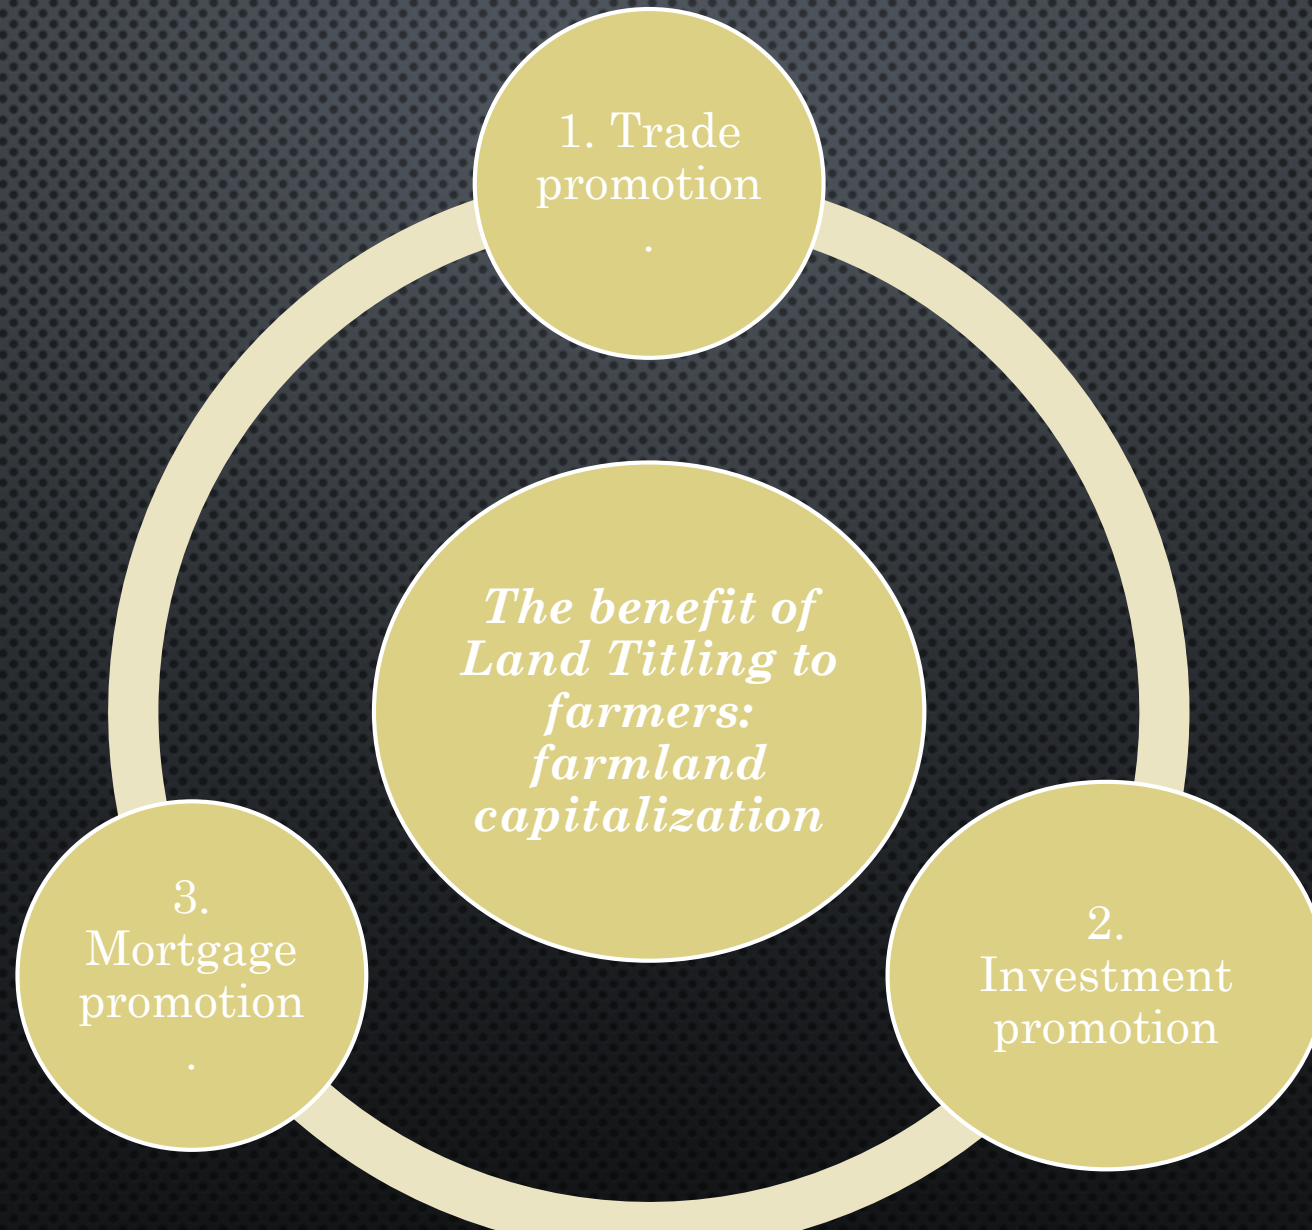 1. Trade
promotion
.
The benefit of
Land Titling to
farmers:
farmland
capitalization
2.
Investment
promotion
3.
Mortgage
promotion
.